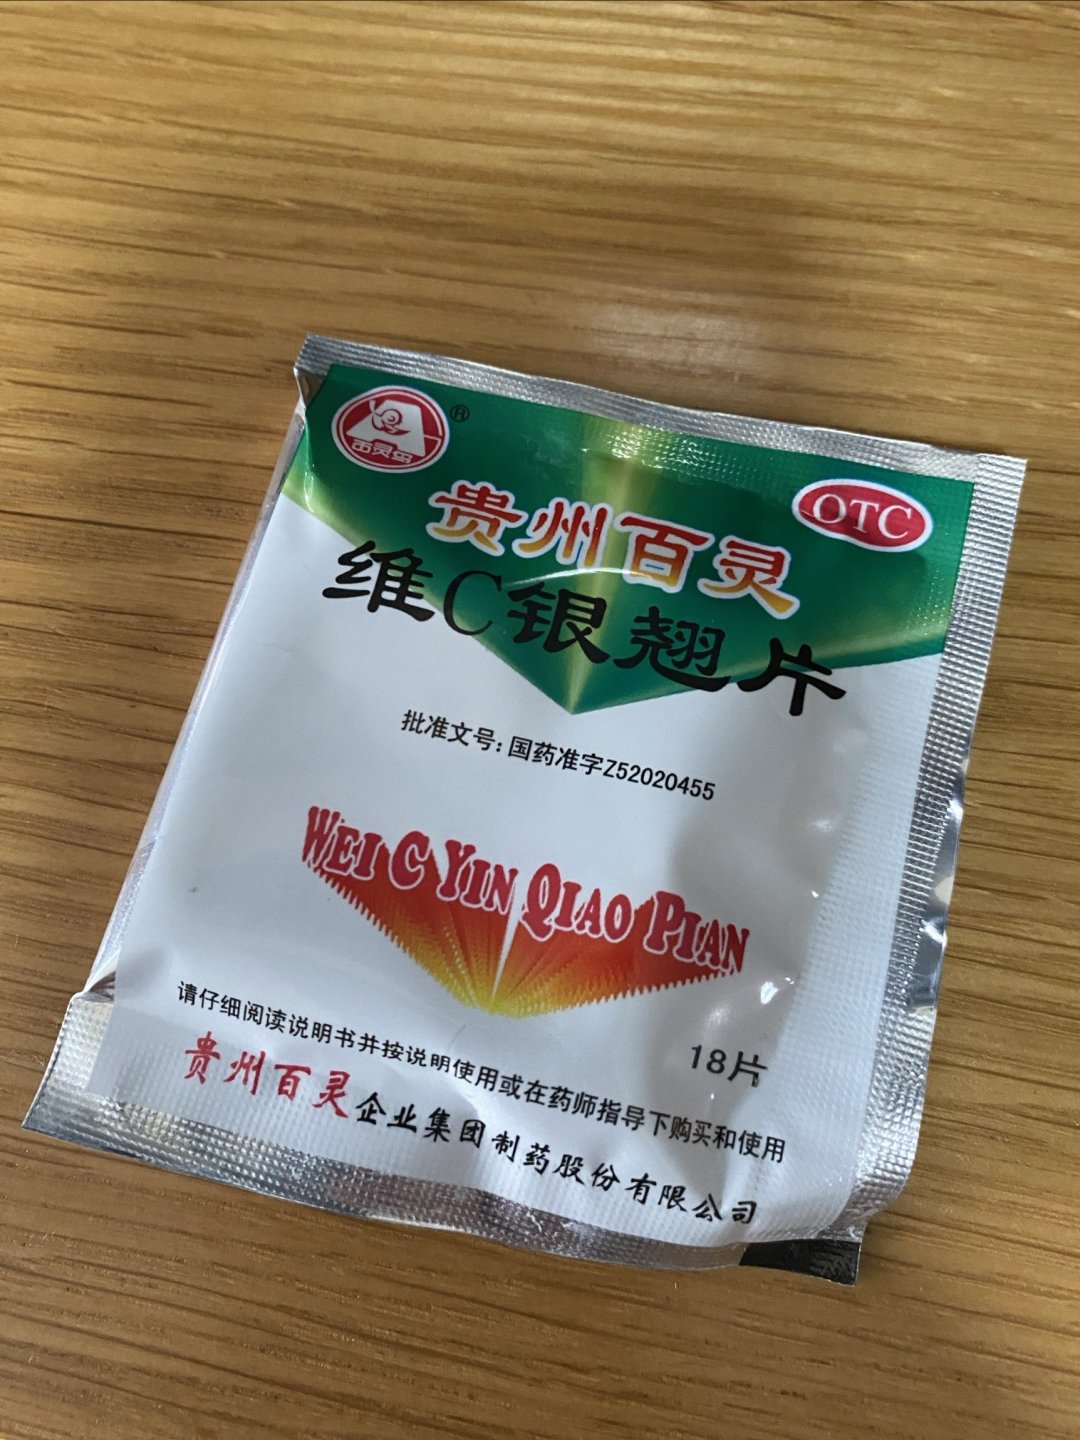 百灵鸟
®
OTC
贵州百灵
维C银翘片
批准文号:国药准字Z52020455
WEI C YIN QIAO PIAN
18片
请仔细阅读说明书并按说明使用或在药师指导下购买和使用
贵州百灵企业集团制药股份有限公司